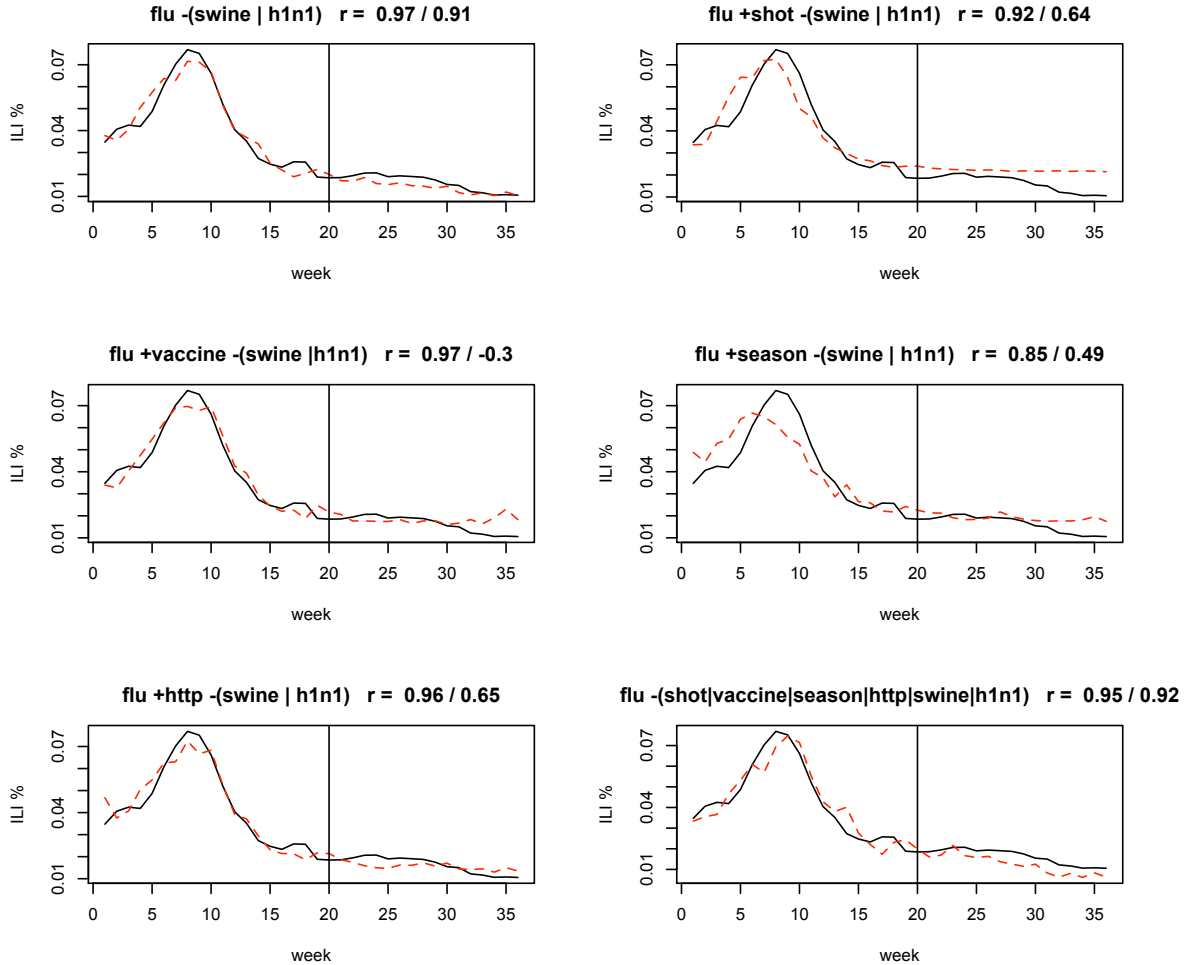 flu -(swine | h1n1)   r =  0.97 / 0.91
ILI %
0.07
0.04
0.01
0 5 10 15 20 25 30 35
week
flu +shot -(swine | h1n1)   r =  0.92 / 0.64
ILI %
0.07
0.04
0.01
0 5 10 15 20 25 30 35
week
flu +vaccine -(swine |h1n1)   r =  0.97 / -0.3
ILI %
0.07
0.04
0.01
0 5 10 15 20 25 30 35
week
flu +season -(swine | h1n1)   r =  0.85 / 0.49
ILI %
0.07
0.04
0.01
0 5 10 15 20 25 30 35
week
flu +http -(swine | h1n1)   r =  0.96 / 0.65
ILI %
0.07
0.04
0.01
0 5 10 15 20 25 30 35
week
flu -(shot|vaccine|season|http|swine|h1n1)   r =  0.95 / 0.92
ILI %
0.07
0.04
0.01
0 5 10 15 20 25 30 35
week